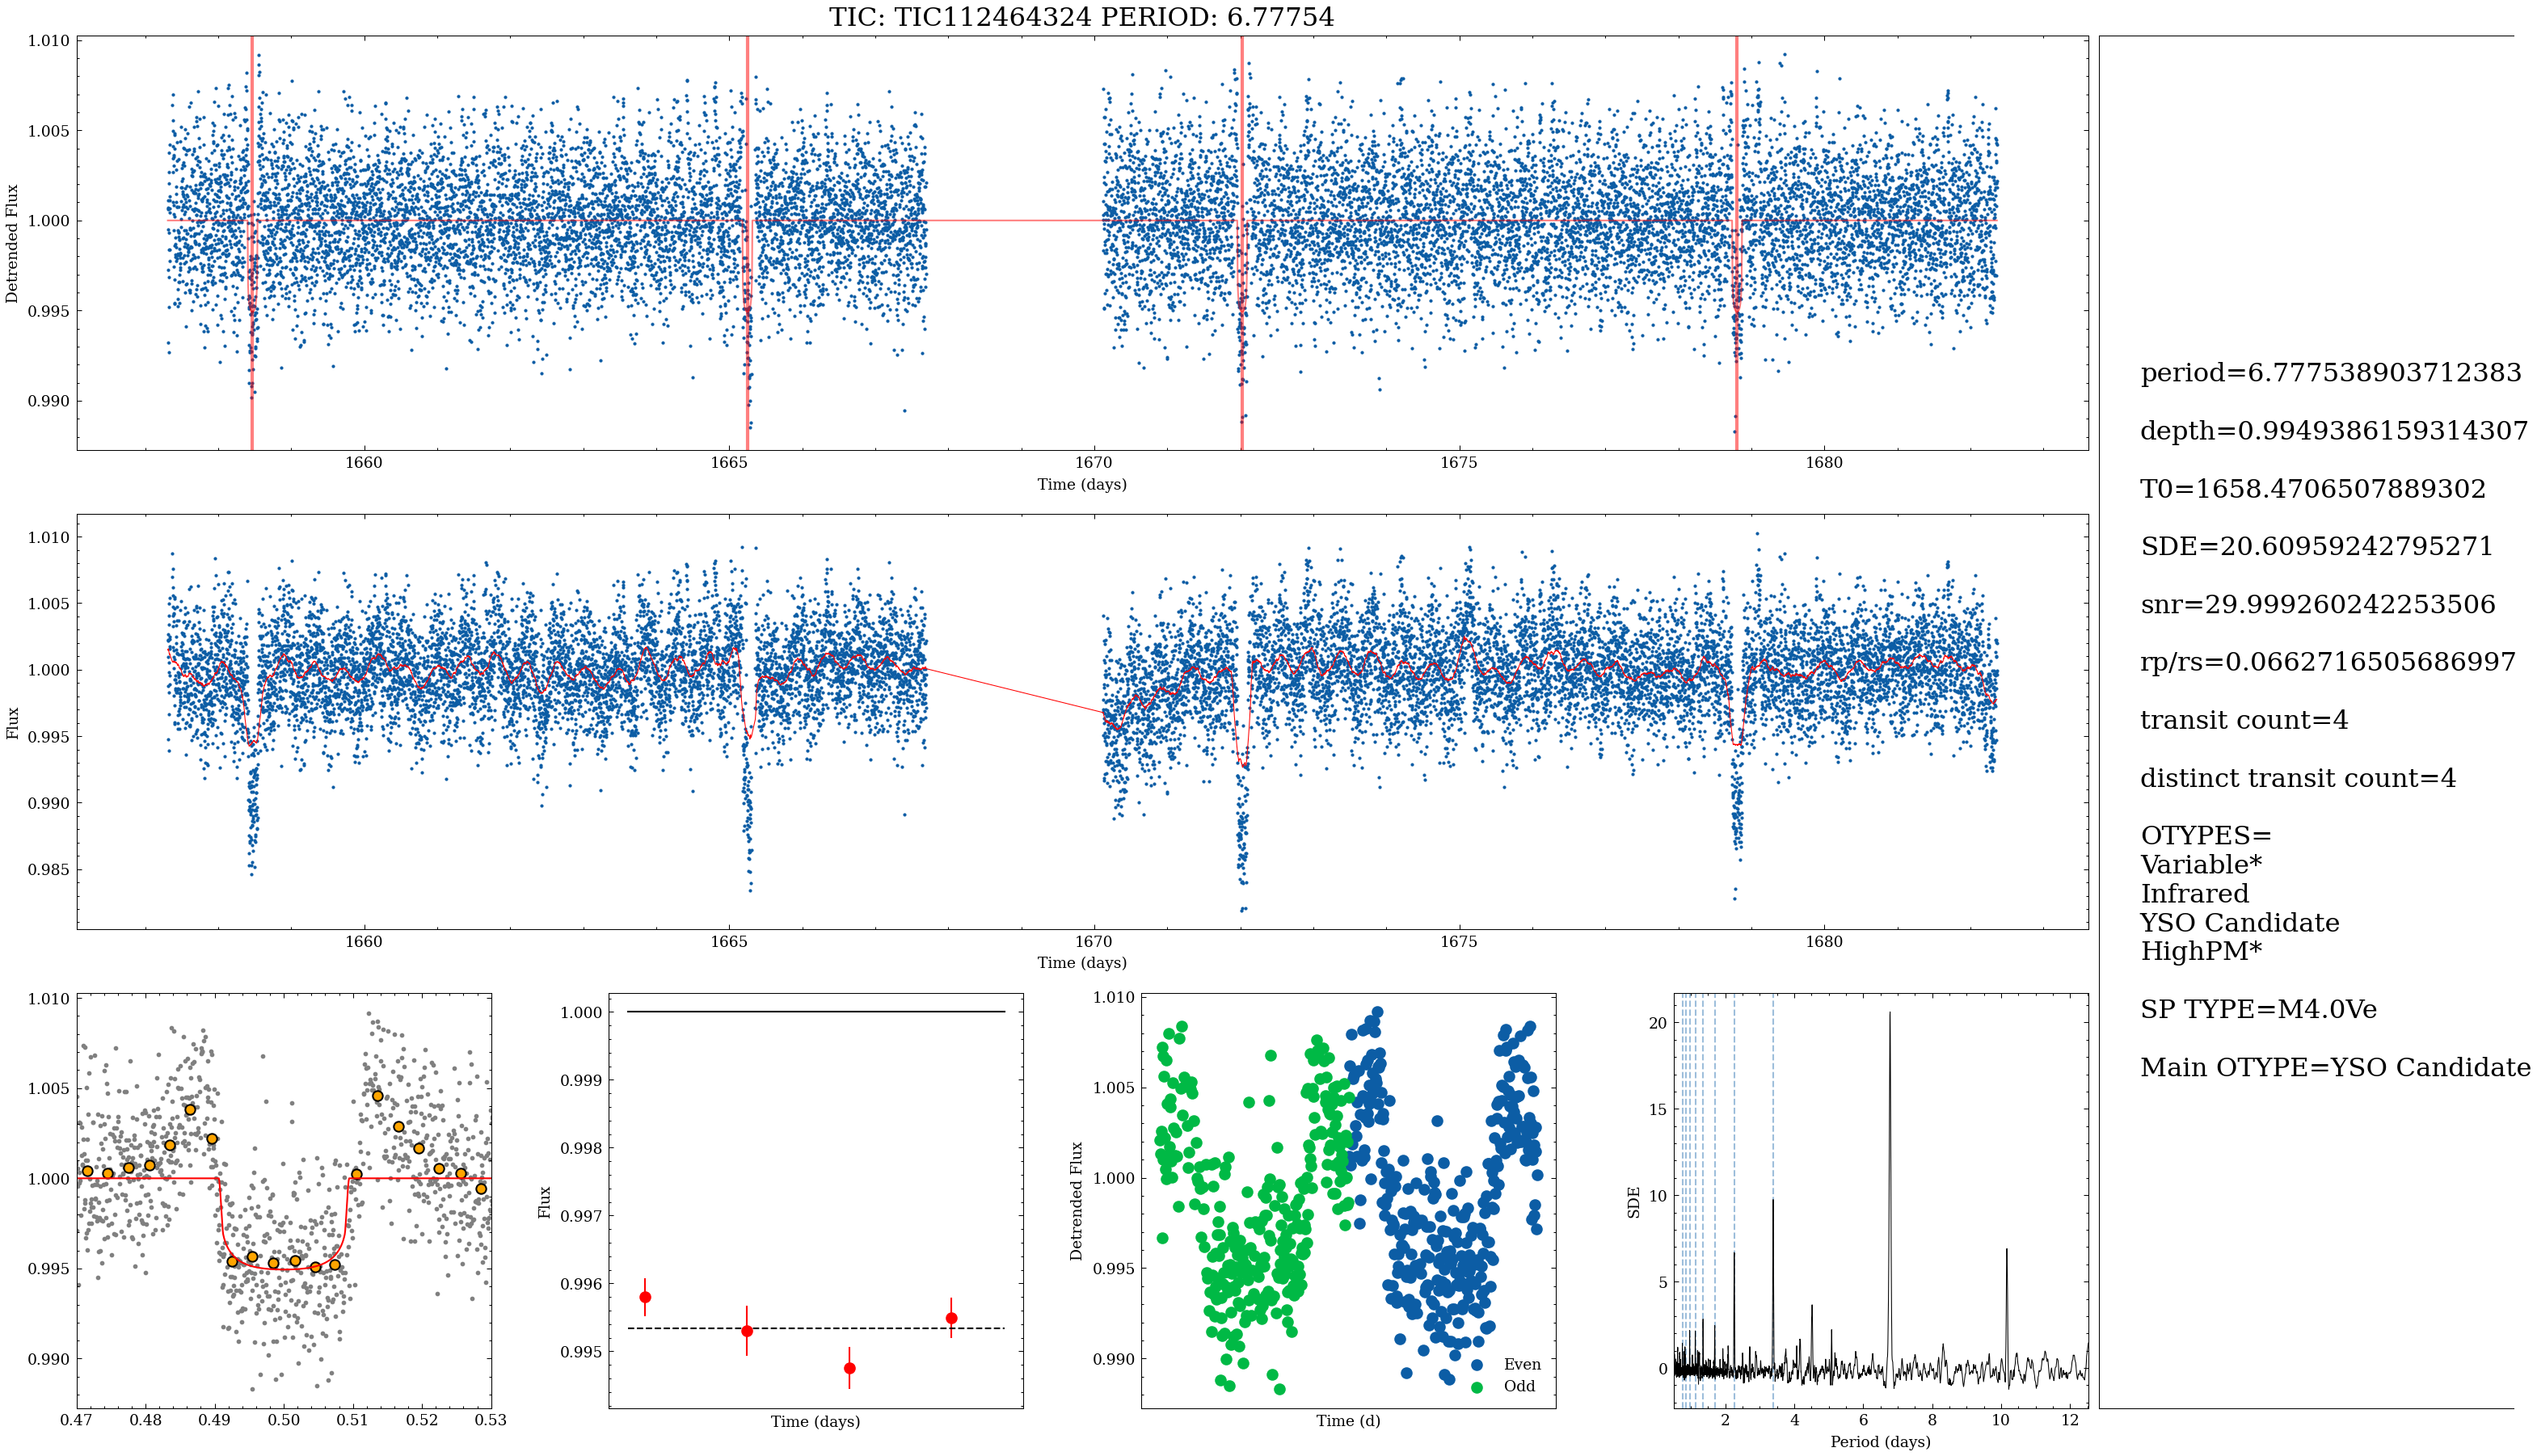 TIC: TIC112464324 PERIOD: 6.77754
1.010
1.005
1.000
0.995
0.990
Detrended Flux
1660
1665
1670
1675
1680
Time (days)
1.010
1.005
1.000
0.995
0.990
0.985
Flux
1660
1665
1670
1675
1680
Time (days)
period=6.777538903712383
depth=0.9949386159314307
T0=1658.4706507889302
SDE=20.60959242795271
snr=29.999260242253506
rp/rs=0.0662716505686997
transit count=4
distinct transit count=4
OTYPES=
Variable*
Infrared
YSO Candidate
HighPM*
SP TYPE=M4.0Ve
Main OTYPE=YSO Candidate
1.010
1.005
1.000
0.995
0.990
0.47
0.48
0.49
0.50
0.51
0.52
0.53
1.000
0.999
0.998
0.997
0.996
0.995
Flux
Time (days)
1.010
1.005
1.000
0.995
0.990
Detrended Flux
Even
Odd
Time (d)
20
15
10
5
0
SDE
2
4
6
8
10
12
Period (days)